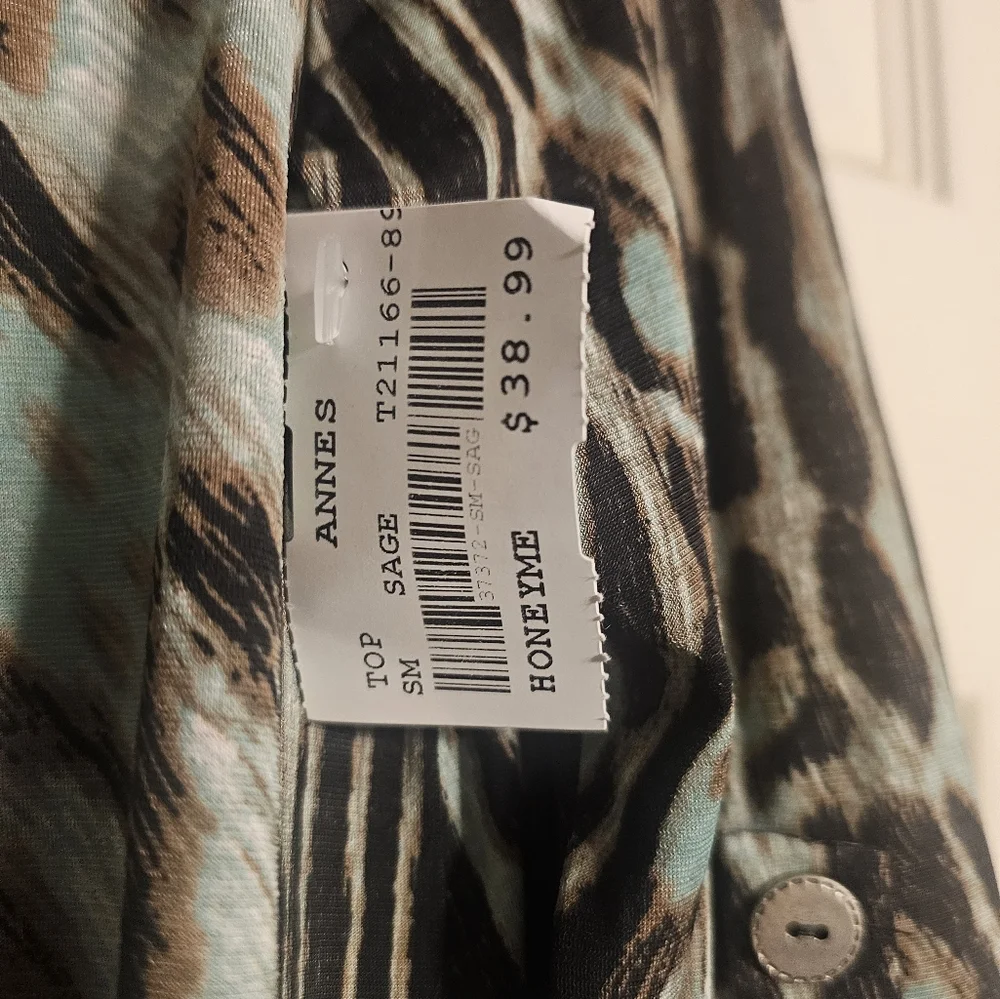 ANNES
TOP SAGE T21166-89
SM
37372-SM-SAG
HONEYME $38.99